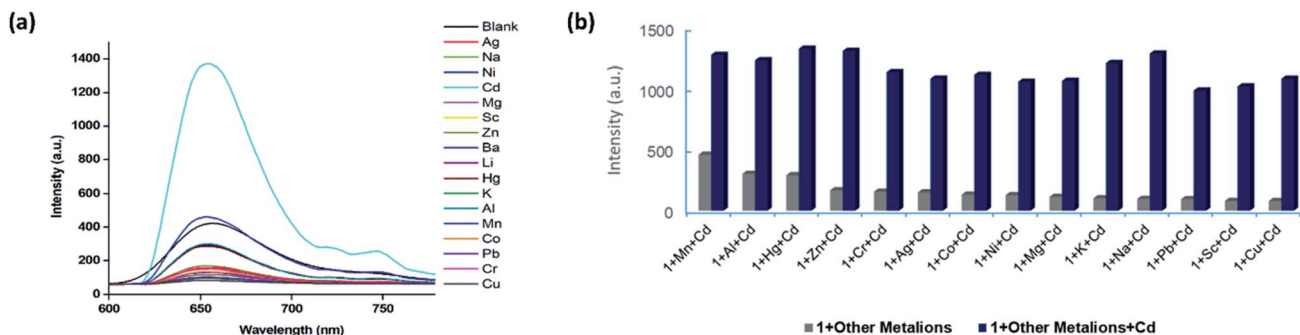 (a)
1400
1200
1000
800
600
400
200
0
Intensity (a.u.)
600
650
700
750
Wavelength (nm)
Blank
Ag
Na
Ni
Cd
Mg
Sc
Zn
Ba
Li
Hg
K
Al
Mn
Co
Pb
Cr
Cu
(b)
1500
1000
500
0
Intensity (a.u.)
1+Mn+Cd
1+Al+Cd
1+Hg+Cd
1+Zn+Cd
1+Cr+Cd
1+Ag+Cd
1+Co+Cd
1+Ni+Cd
1+Mg+Cd
1+K+Cd
1+Na+Cd
1+Pb+Cd
1+Sc+Cd
1+Cu+Cd
1+Other Metalions
1+Other Metalions+Cd